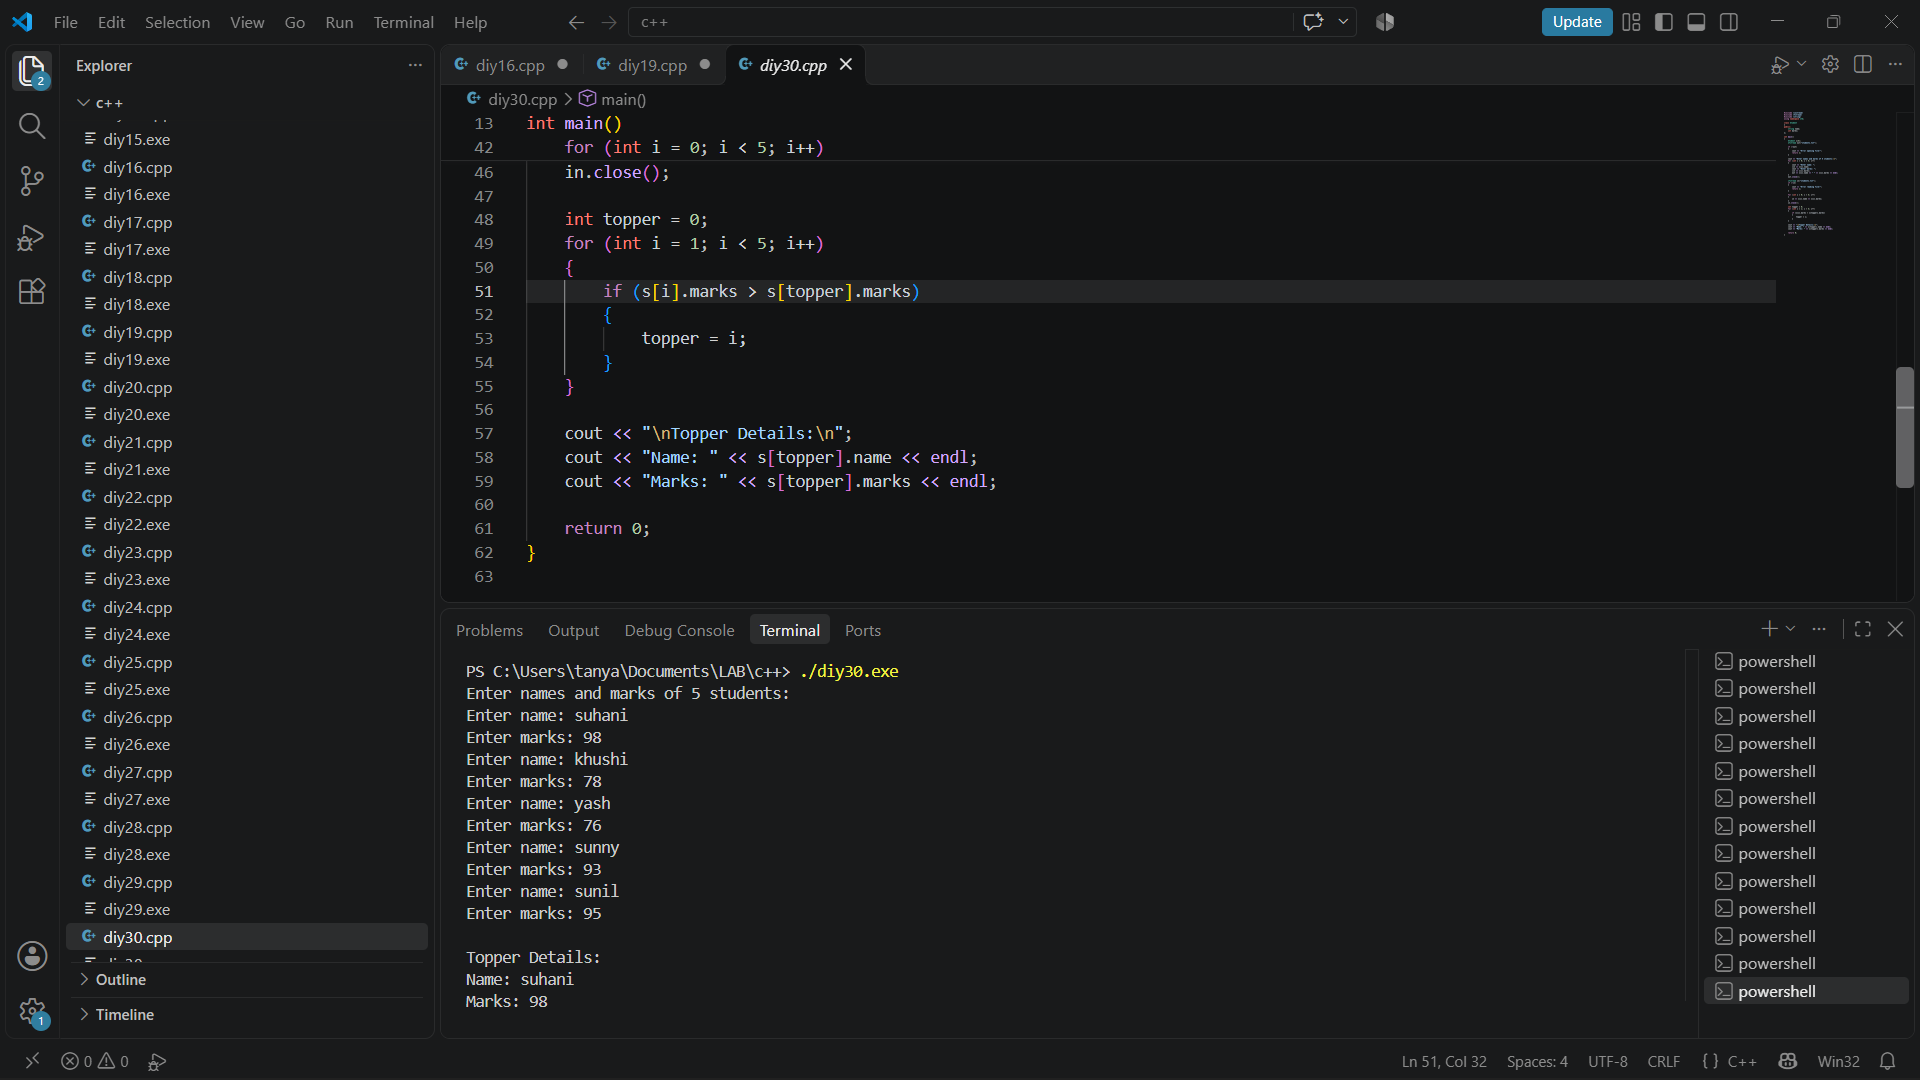 File Edit Selection View Go Run Terminal Help
c++
Update
2
Explorer
c++
diy15.exe
diy16.cpp
diy16.exe
diy17.cpp
diy17.exe
diy18.cpp
diy18.exe
diy19.cpp
diy19.exe
diy20.cpp
diy20.exe
diy21.cpp
diy21.exe
diy22.cpp
diy22.exe
diy23.cpp
diy23.exe
diy24.cpp
diy24.exe
diy25.cpp
diy25.exe
diy26.cpp
diy26.exe
diy27.cpp
diy27.exe
diy28.cpp
diy28.exe
diy29.cpp
diy29.exe
diy30.cpp
Outline
Timeline
1
diy16.cpp diy19.cpp diy30.cpp
diy30.cpp > main()
13 int main()
42 for (int i = 0; i < 5; i++)
46 in.close();
47
48 int topper = 0;
49 for (int i = 1; i < 5; i++)
50 {
51 if (s[i].marks > s[topper].marks)
52 {
53 topper = i;
54 }
55 }
56
57 cout << "\nTopper Details:\n";
58 cout << "Name: " << s[topper].name << endl;
59 cout << "Marks: " << s[topper].marks << endl;
60
61 return 0;
62 }
63
Problems Output Debug Console Terminal Ports
PS C:\Users\tanya\Documents\LAB\c++> ./diy30.exe
Enter names and marks of 5 students:
Enter name: suhani
Enter marks: 98
Enter name: khushi
Enter marks: 78
Enter name: yash
Enter marks: 76
Enter name: sunny
Enter marks: 93
Enter name: sunil
Enter marks: 95
Topper Details:
Name: suhani
Marks: 98
powershell
powershell
powershell
powershell
powershell
powershell
powershell
powershell
powershell
powershell
powershell
powershell
powershell
0 0
Ln 51, Col 32 Spaces: 4 UTF-8 CRLF { } C++ Win32